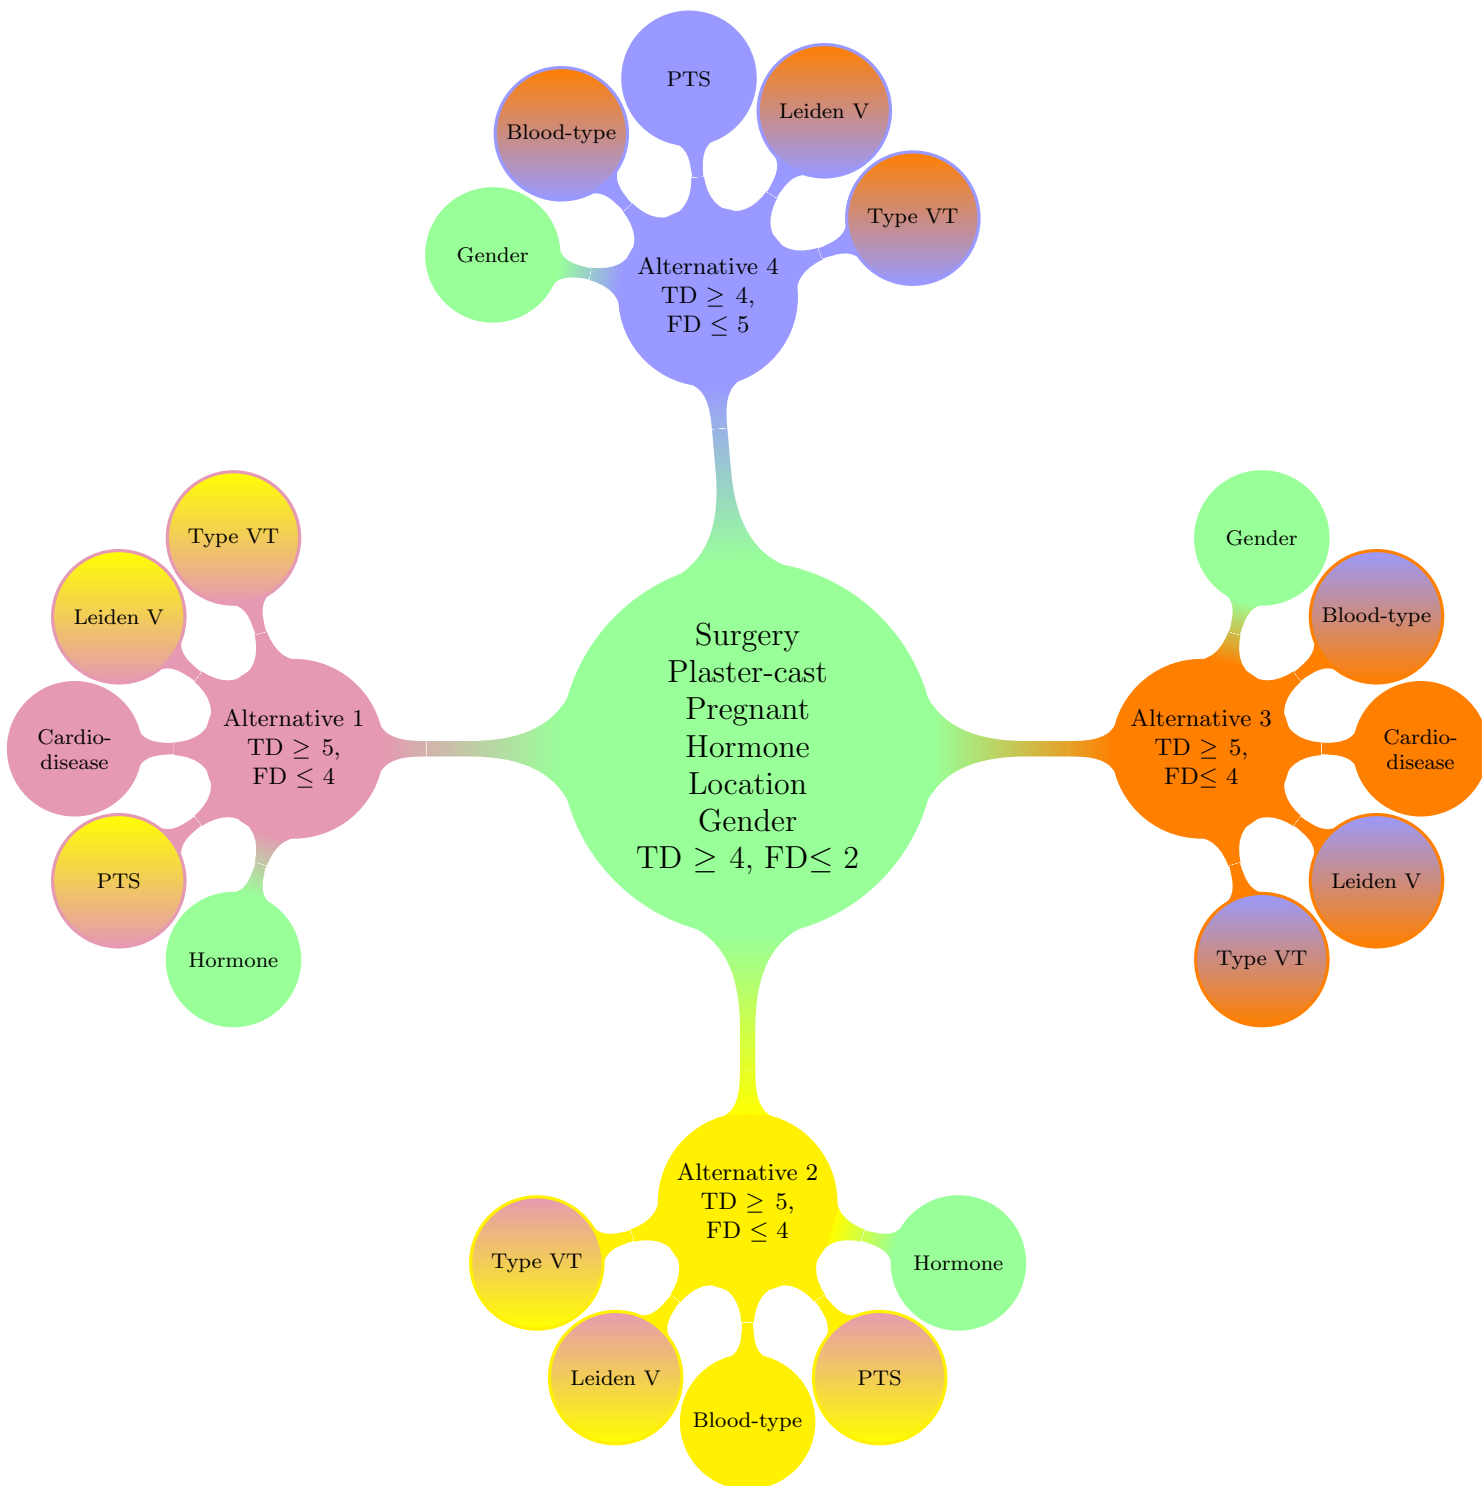 PTS
Leiden V
Blood-type
Type VT
Gender
Alternative 4
TD ≥ 4,
FD ≤ 5
Type VT
Leiden V
Cardio-
disease
PTS
Hormone
Alternative 1
TD ≥ 5,
FD ≤ 4
Surgery
Plaster-cast
Pregnant
Hormone
Location
Gender
TD ≥ 4, FD≤ 2
Alternative 3
TD ≥ 5,
FD≤ 4
Gender
Blood-type
Cardio-
disease
Leiden V
Type VT
Alternative 2
TD ≥ 5,
FD ≤ 4
Type VT
Leiden V
Blood-type
PTS
Hormone